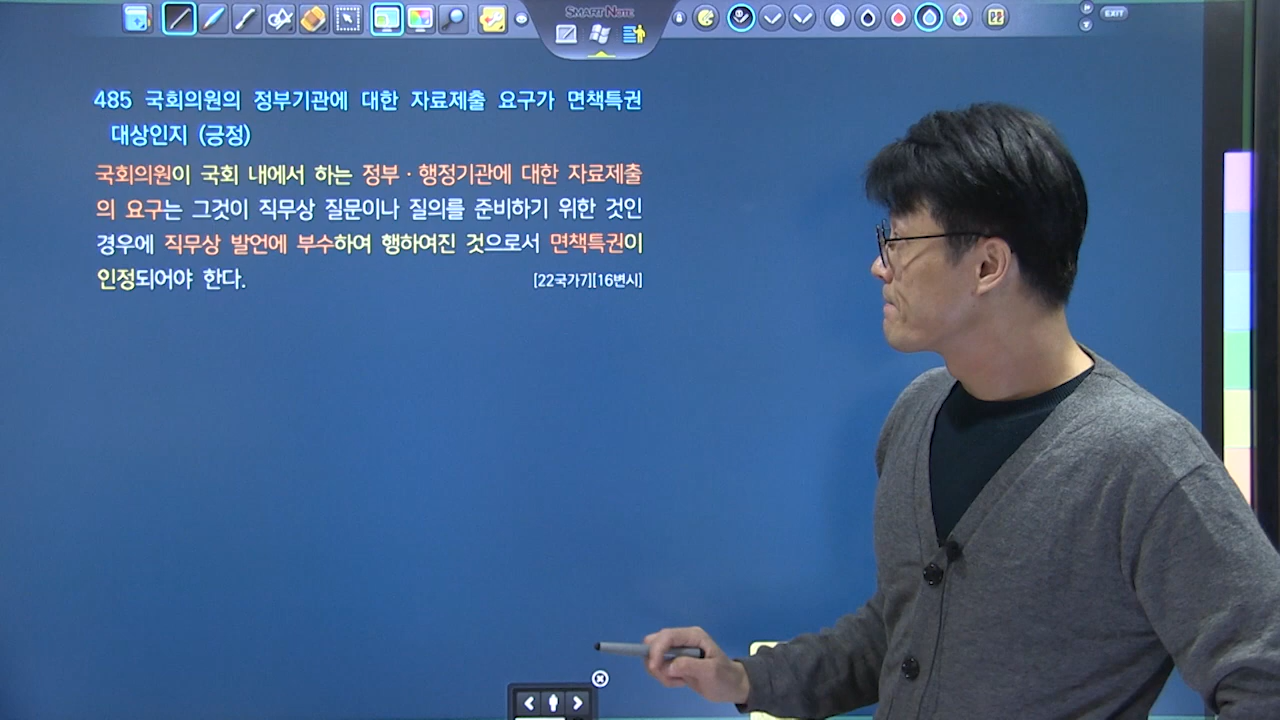 SMARTNOTE
EXIT
485 국회의원의 정부기관에 대한 자료제출 요구가 면책특권
대상인지 (긍정)
국회의원이 국회 내에서 하는 정부·행정기관에 대한 자료제출
의 요구는 그것이 직무상 질문이나 질의를 준비하기 위한 것인
경우에 직무상 발언에 부수하여 행하여진 것으로서 면책특권이
인정되어야 한다. [22국가7][16변시]